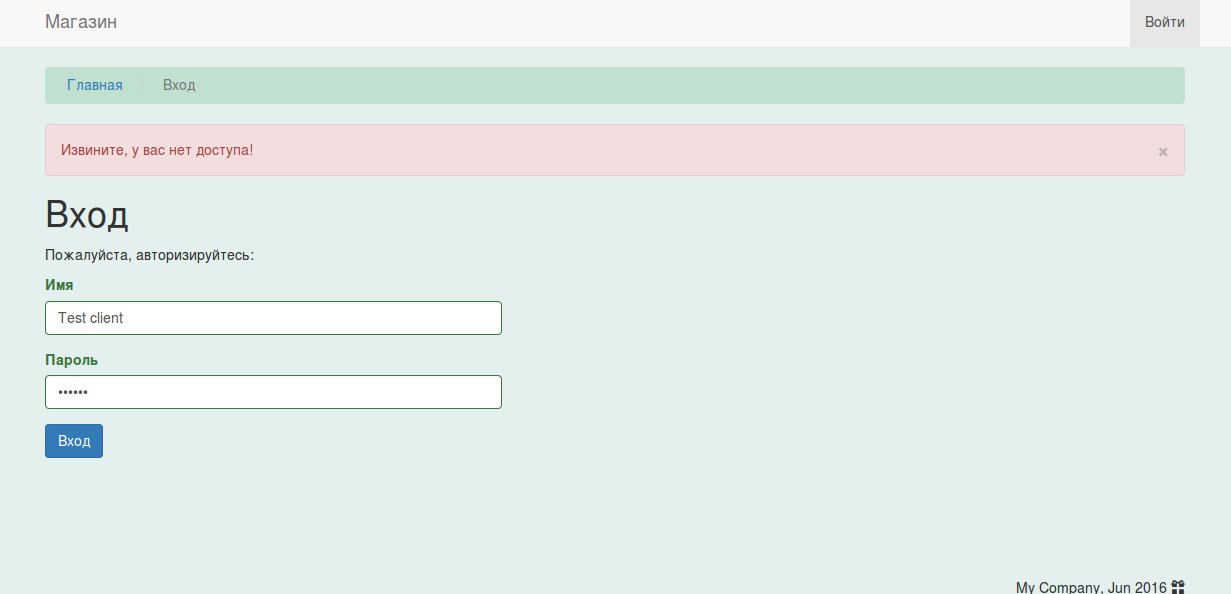 Магазин
Войти
Главная / Вход
Извините, у вас нет доступа!
×
Вход
Пожалуйста, авторизируйтесь:
Имя
Test client
Пароль
••••••
Вход
My Company, Jun 2016